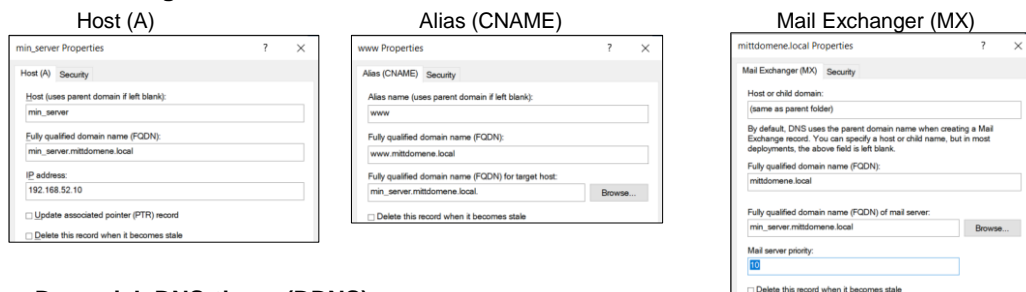 Host (A)
min_server Properties
Host (A) Security
Host (uses parent domain if left blank):
min_server
Fully qualified domain name (FQDN):
min_server.mittdomene.local
IP address:
192.168.52.10
Update associated pointer (PTR) record
Delete this record when it becomes stale
Alias (CNAME)
www Properties
Alias (CNAME) Security
Alias name (uses parent domain if left blank):
www
Fully qualified domain name (FQDN):
www.mittdomene.local
Fully qualified domain name (FQDN) for target host:
min_server.mittdomene.local. Browse...
Delete this record when it becomes stale
Mail Exchanger (MX)
mittdomene.local Properties
Mail Exchanger (MX) Security
Host or child domain:
(same as parent folder)
By default, DNS uses the parent domain name when creating a Mail
Exchange record. You can specify a host or child name, but in most
deployments, the above field is left blank.
Fully qualified domain name (FQDN):
mittdomene.local
Fully qualified domain name (FQDN) of mail server:
min_server.mittdomene.local Browse...
Mail server priority:
10
Delete this record when it becomes stale